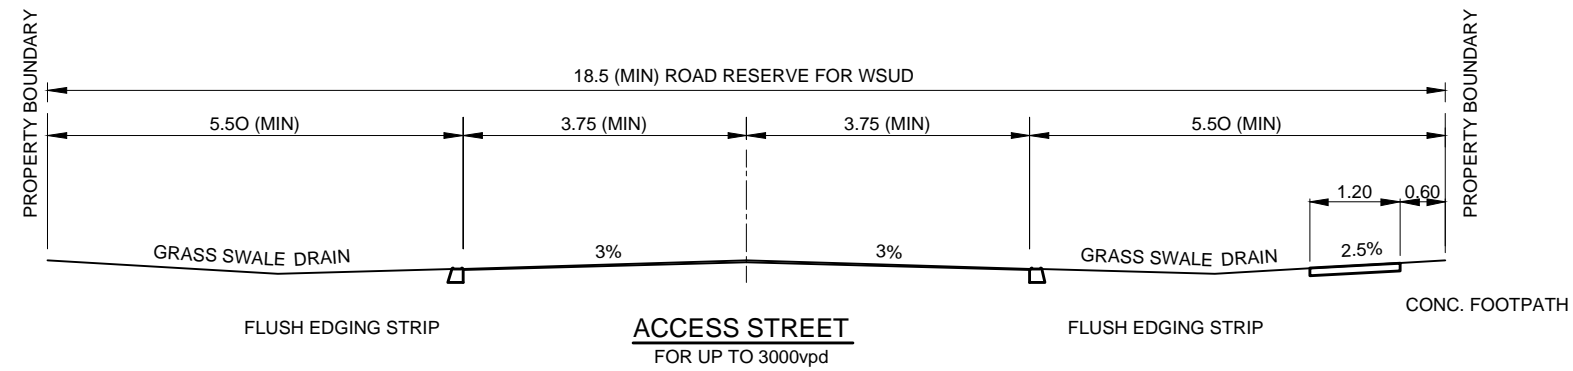 PROPERTY BOUNDARY
18.5 (MIN) ROAD RESERVE FOR WSUD
PROPERTY BOUNDARY
5.5O (MIN)
3.75 (MIN)
3.75 (MIN)
5.5O (MIN)
1.20
0.60
GRASS SWALE DRAIN
3%
3%
GRASS SWALE DRAIN
2.5%
CONC. FOOTPATH
FLUSH EDGING STRIP
ACCESS STREET
FLUSH EDGING STRIP
FOR UP TO 3000vpd